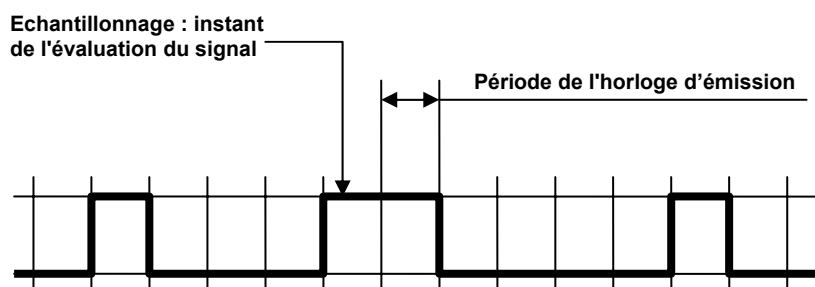 Echantillonnage : instant
de l'évaluation du signal
Période de l'horloge d’émission